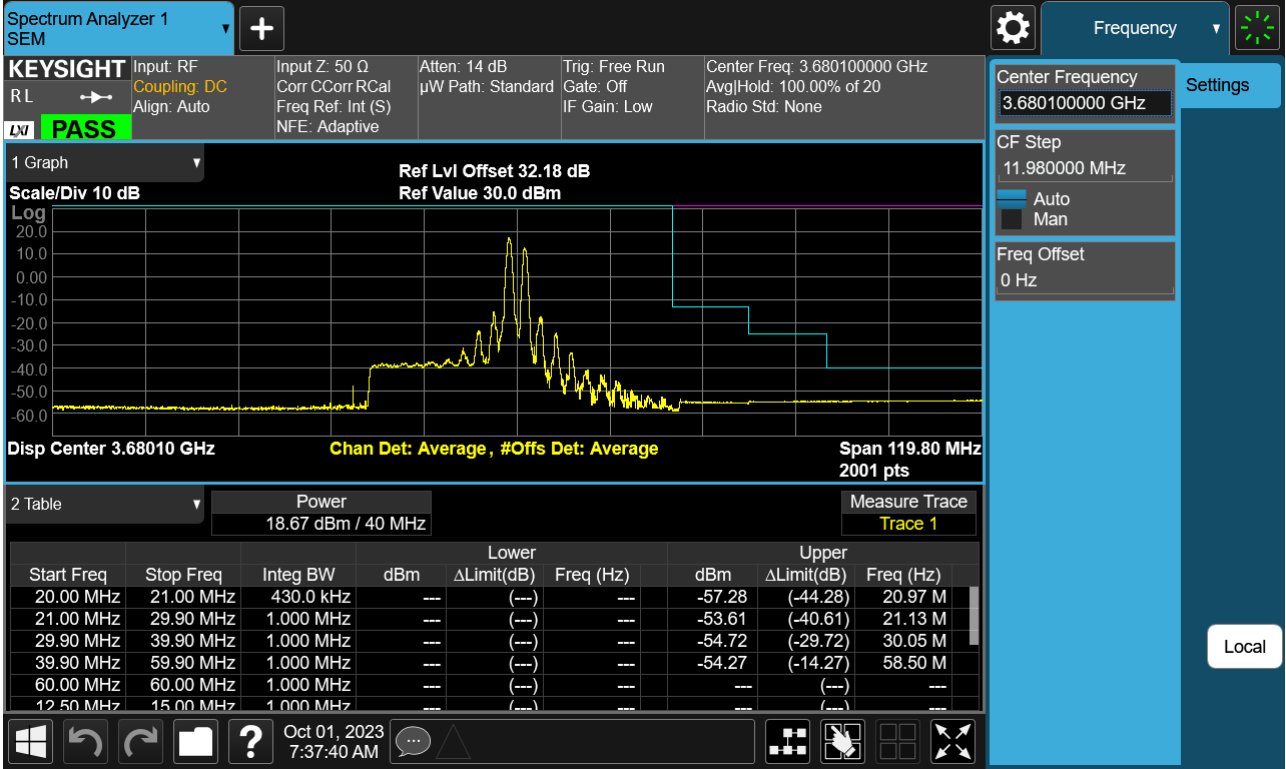 Spectrum Analyzer 1
SEM
Frequency
KEYSIGHT
R L
LXI
PASS
Input: RF
Coupling: DC
Align: Auto
Input Z: 50 Ω
Corr CCorr RCal
Freq Ref: Int (S)
NFE: Adaptive
Atten: 14 dB
µW Path: Standard
Trig: Free Run
Gate: Off
IF Gain: Low
Center Freq: 3.680100000 GHz
Avg|Hold: 100.00% of 20
Radio Std: None
Center Frequency
3.680100000 GHz
Settings
CF Step
11.980000 MHz
Auto
Man
Freq Offset
0 Hz
1 Graph
Ref Lvl Offset 32.18 dB
Scale/Div 10 dB
Ref Value 30.0 dBm
Log
20.0
10.0
0.00
-10.0
-20.0
-30.0
-40.0
-50.0
-60.0
Disp Center 3.68010 GHz
Chan Det: Average , #Offs Det: Average
Span 119.80 MHz
2001 pts
2 Table
Power
18.67 dBm / 40 MHz
Measure Trace
Trace 1
Lower Upper
Start Freq Stop Freq Integ BW dBm ΔLimit(dB) Freq (Hz) dBm ΔLimit(dB) Freq (Hz)
20.00 MHz 21.00 MHz 430.0 kHz --- (---) --- -57.28 (-44.28) 20.97 M
21.00 MHz 29.90 MHz 1.000 MHz --- (---) --- -53.61 (-40.61) 21.13 M
29.90 MHz 39.90 MHz 1.000 MHz --- (---) --- -54.72 (-29.72) 30.05 M
39.90 MHz 59.90 MHz 1.000 MHz --- (---) --- -54.27 (-14.27) 58.50 M
60.00 MHz 60.00 MHz 1.000 MHz --- (---) --- --- (---) ---
12.50 MHz 15.00 MHz 1.000 MHz --- (---) --- --- (---) ---
Local
?
Oct 01, 2023
7:37:40 AM